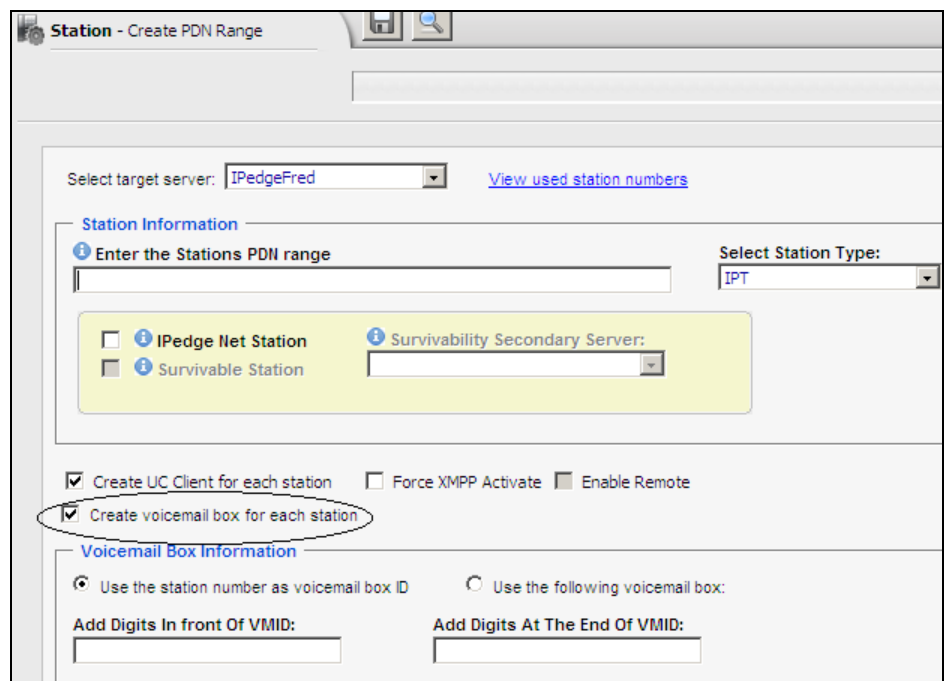 Station - Create PDN Range
Select target server: IPedgeFred View used station numbers
Station Information
Enter the Stations PDN range Select Station Type:
IPT
IPedge Net Station Survivability Secondary Server:
Survivable Station
Create UC Client for each station Force XMPP Activate Enable Remote
Create voicemail box for each station
Voicemail Box Information
Use the station number as voicemail box ID Use the following voicemail box:
Add Digits In front Of VMID: Add Digits At The End Of VMID: